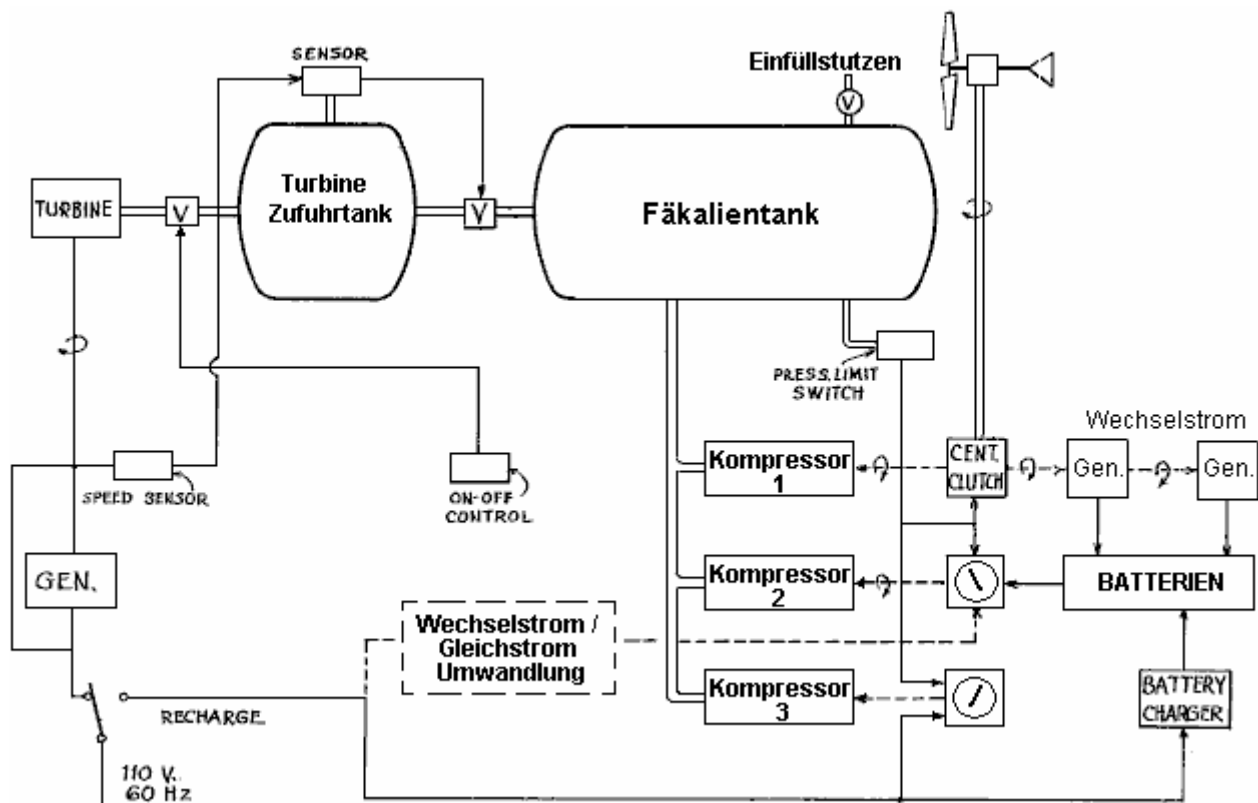 SENSOR
Einfüllstutzen
V
Turbine
Zufuhrtank
TURBINE
V
V
Fäkalientank
PRESS. LIMIT
SWITCH
Wechselstrom
Kompressor
1
CENT.
CLUTCH
Gen.
Gen.
SPEED SENSOR
ON-OFF
CONTROL
GEN.
Kompressor
2
BATTERIEN
Wechselstrom /
Gleichstrom
Umwandlung
Kompressor
3
BATTERY
CHARGER
RECHARGE
110 V.
60 Hz